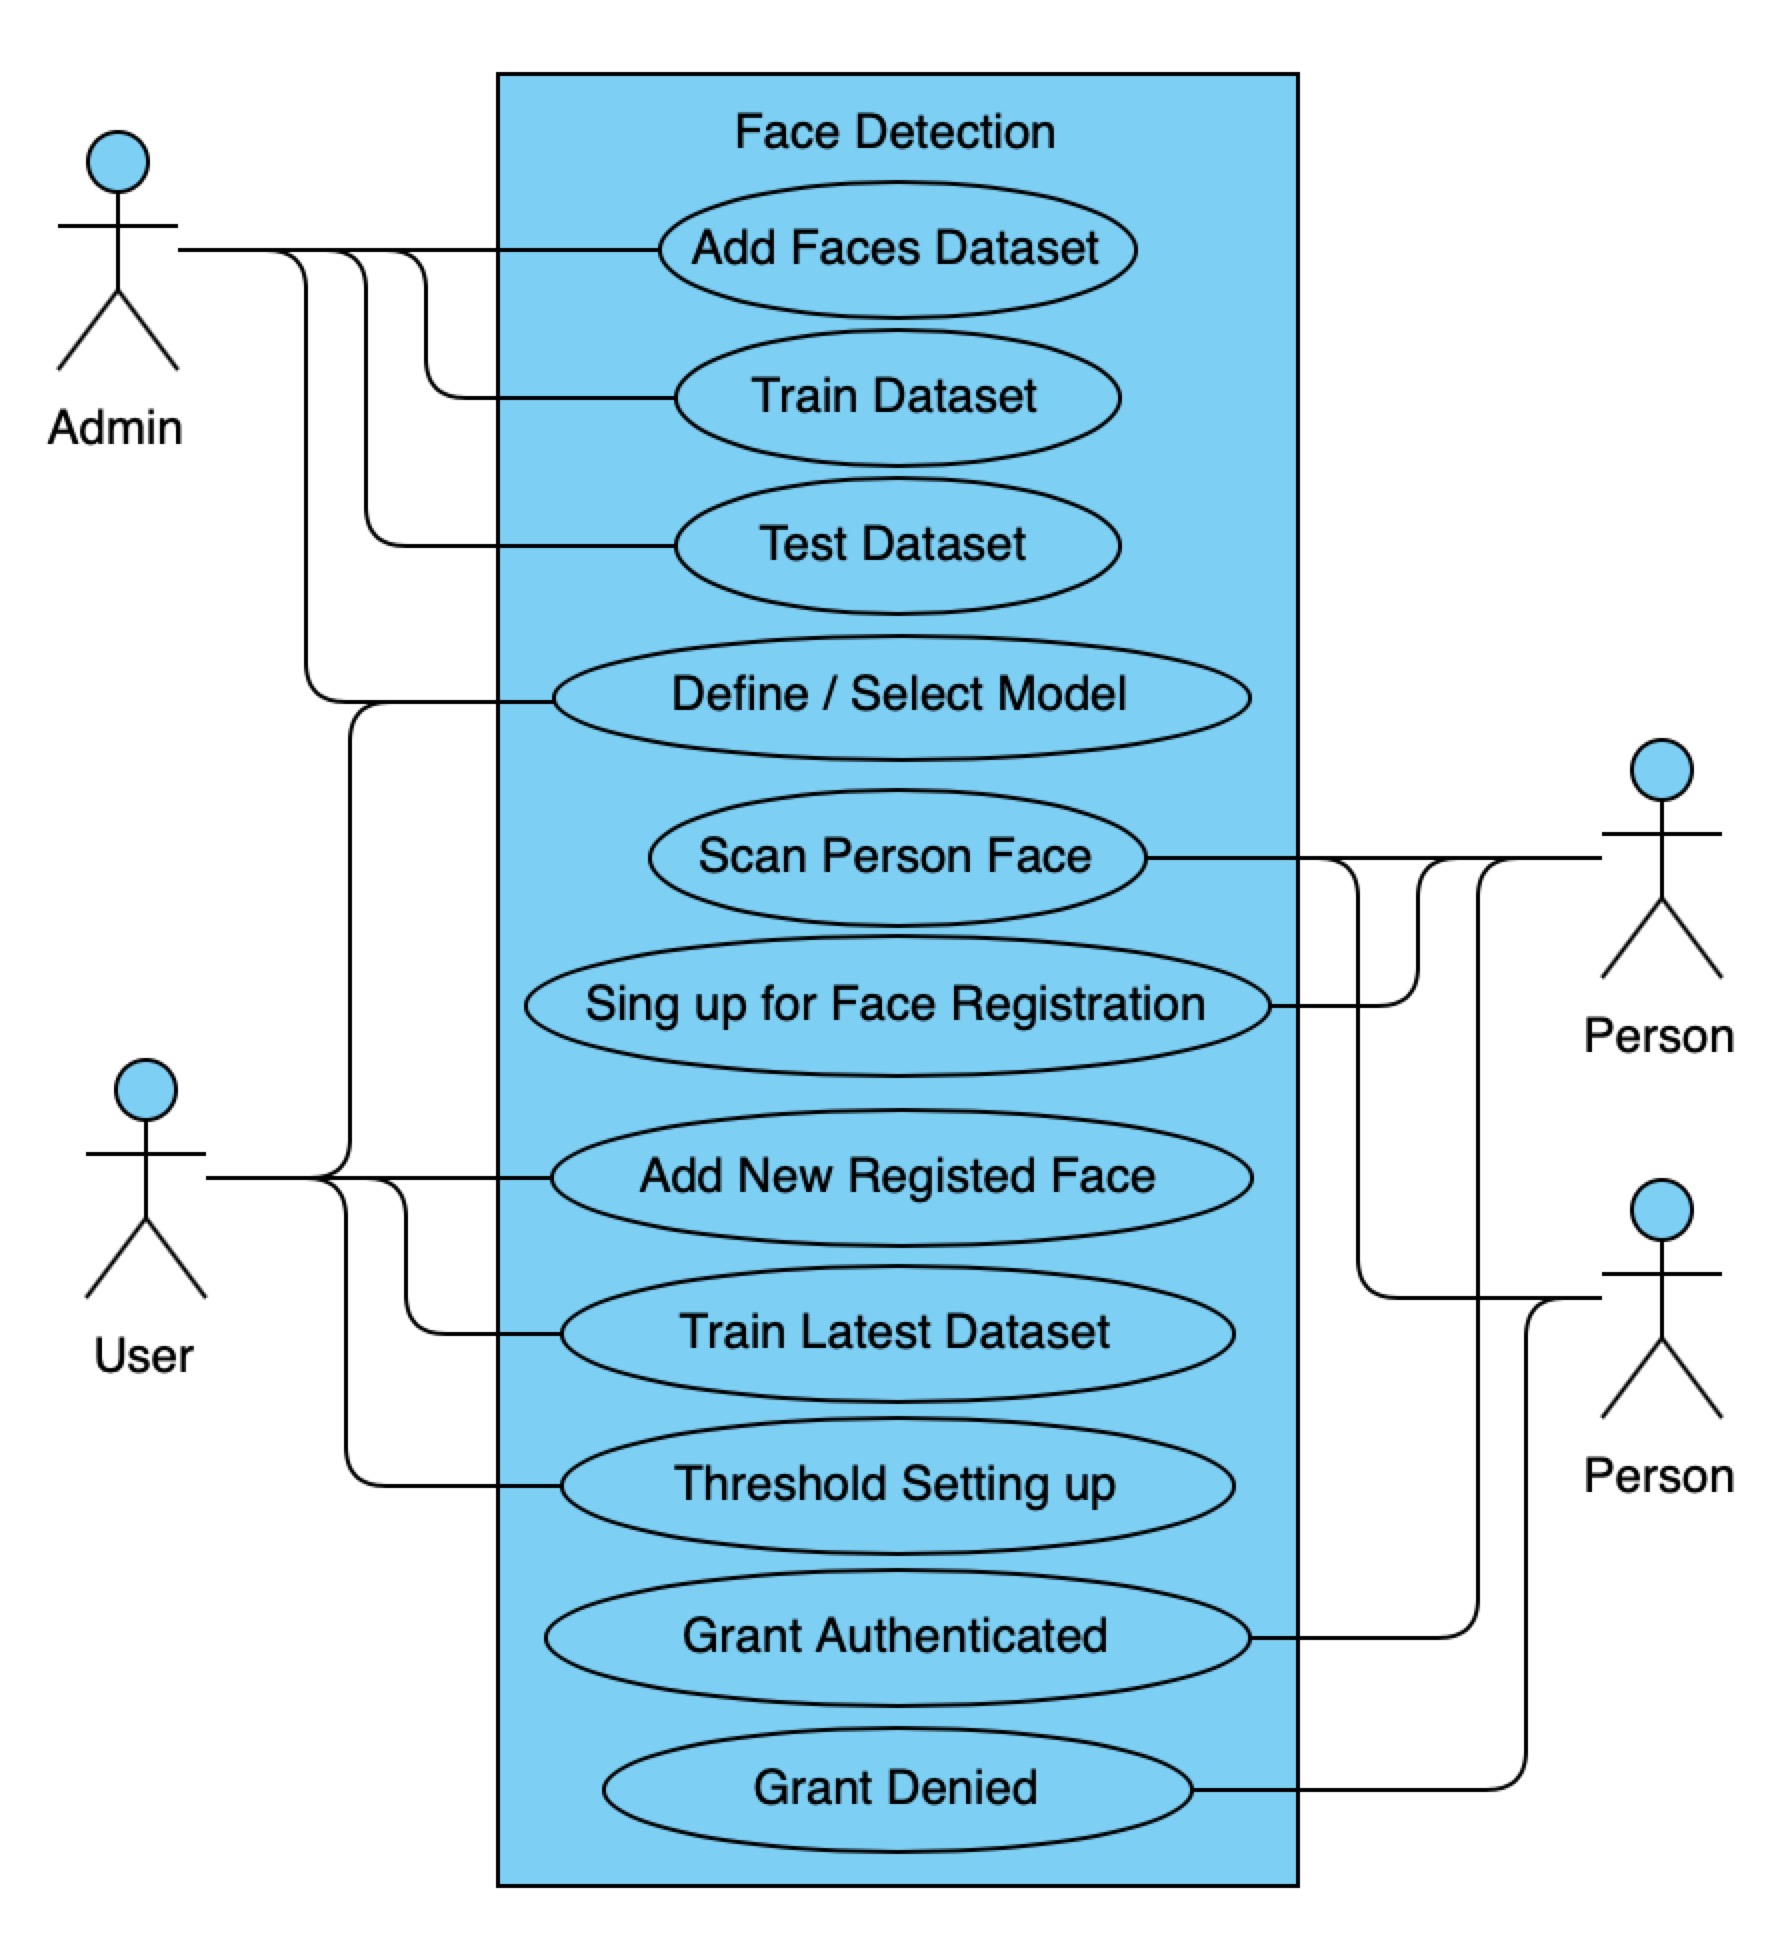 Face Detection
Add Faces Dataset
Train Dataset
Admin
Test Dataset
Define / Select Model
Scan Person Face
Sing up for Face Registration
Person
Add New Registed Face
Train Latest Dataset
User
Threshold Setting up
Person
Grant Authenticated
Grant Denied